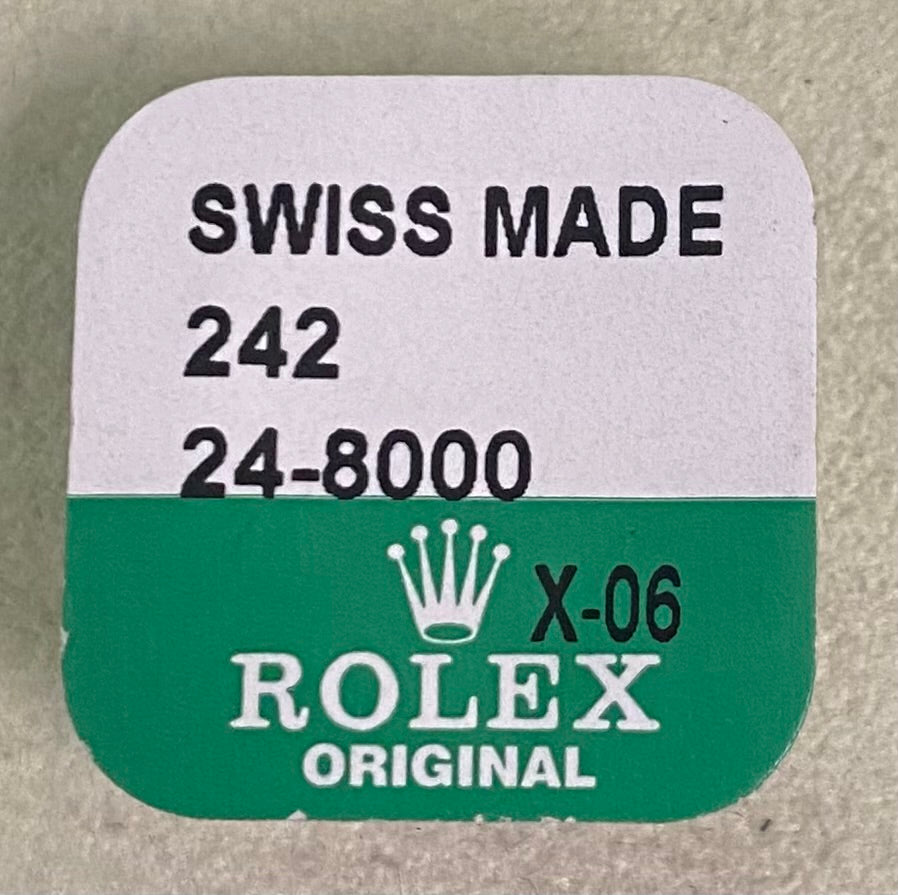 SWISS MADE
242
24-8000
X-06
ROLEX
ORIGINAL